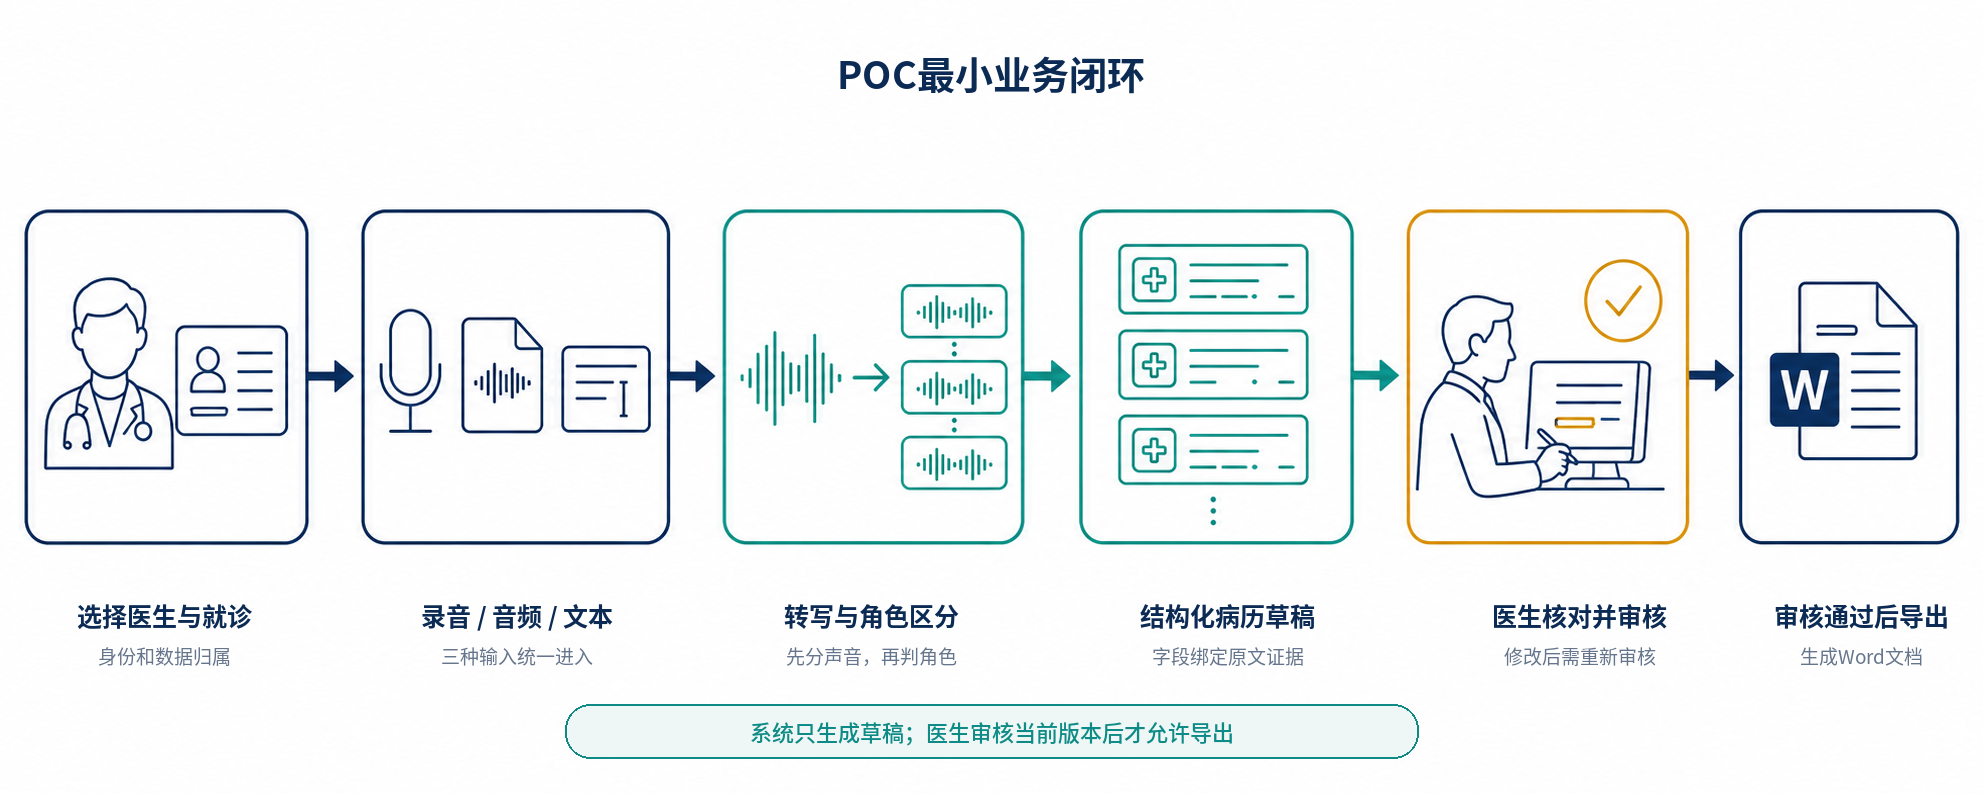 POC最小业务闭环
W
选择医生与就诊
身份和数据归属
录音 / 音频 / 文本
三种输入统一进入
转写与角色区分
先分声音，再判角色
结构化病历草稿
字段绑定原文证据
医生核对并审核
修改后需重新审核
审核通过后导出
生成Word文档
系统只生成草稿；医生审核当前版本后才允许导出